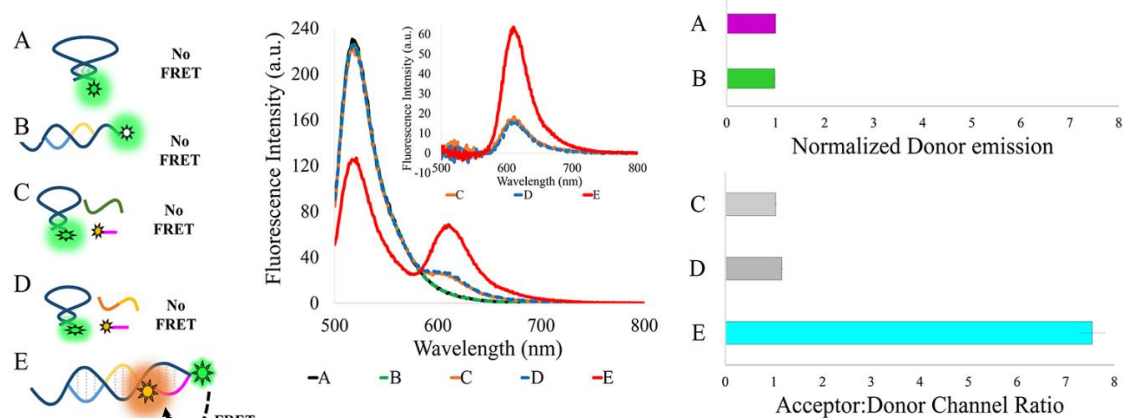 A
No
FRET
B
No
FRET
C
No
FRET
D
No
FRET
E
FRET
Fluorescence Intensity (a.u.)
240
200
160
120
80
40
0
500 600 700 800
Wavelength (nm)
A B C D E
Fluorescence Intensity (a.u.)
60
50
40
30
20
10
0
-10
500 600 700 800
Wavelength (nm)
C D E
A
B
0 1 2 3 4 5 6 7 8
Normalized Donor emission
C
D
E
0 1 2 3 4 5 6 7 8
Acceptor:Donor Channel Ratio